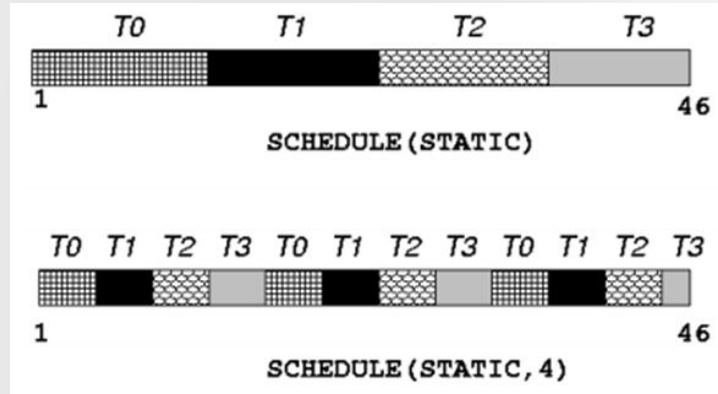 T0 T1 T2 T3
1 46
SCHEDULE(STATIC)
T0 T1 T2 T3 T0 T1 T2 T3 T0 T1 T2 T3
1 46
SCHEDULE(STATIC,4)